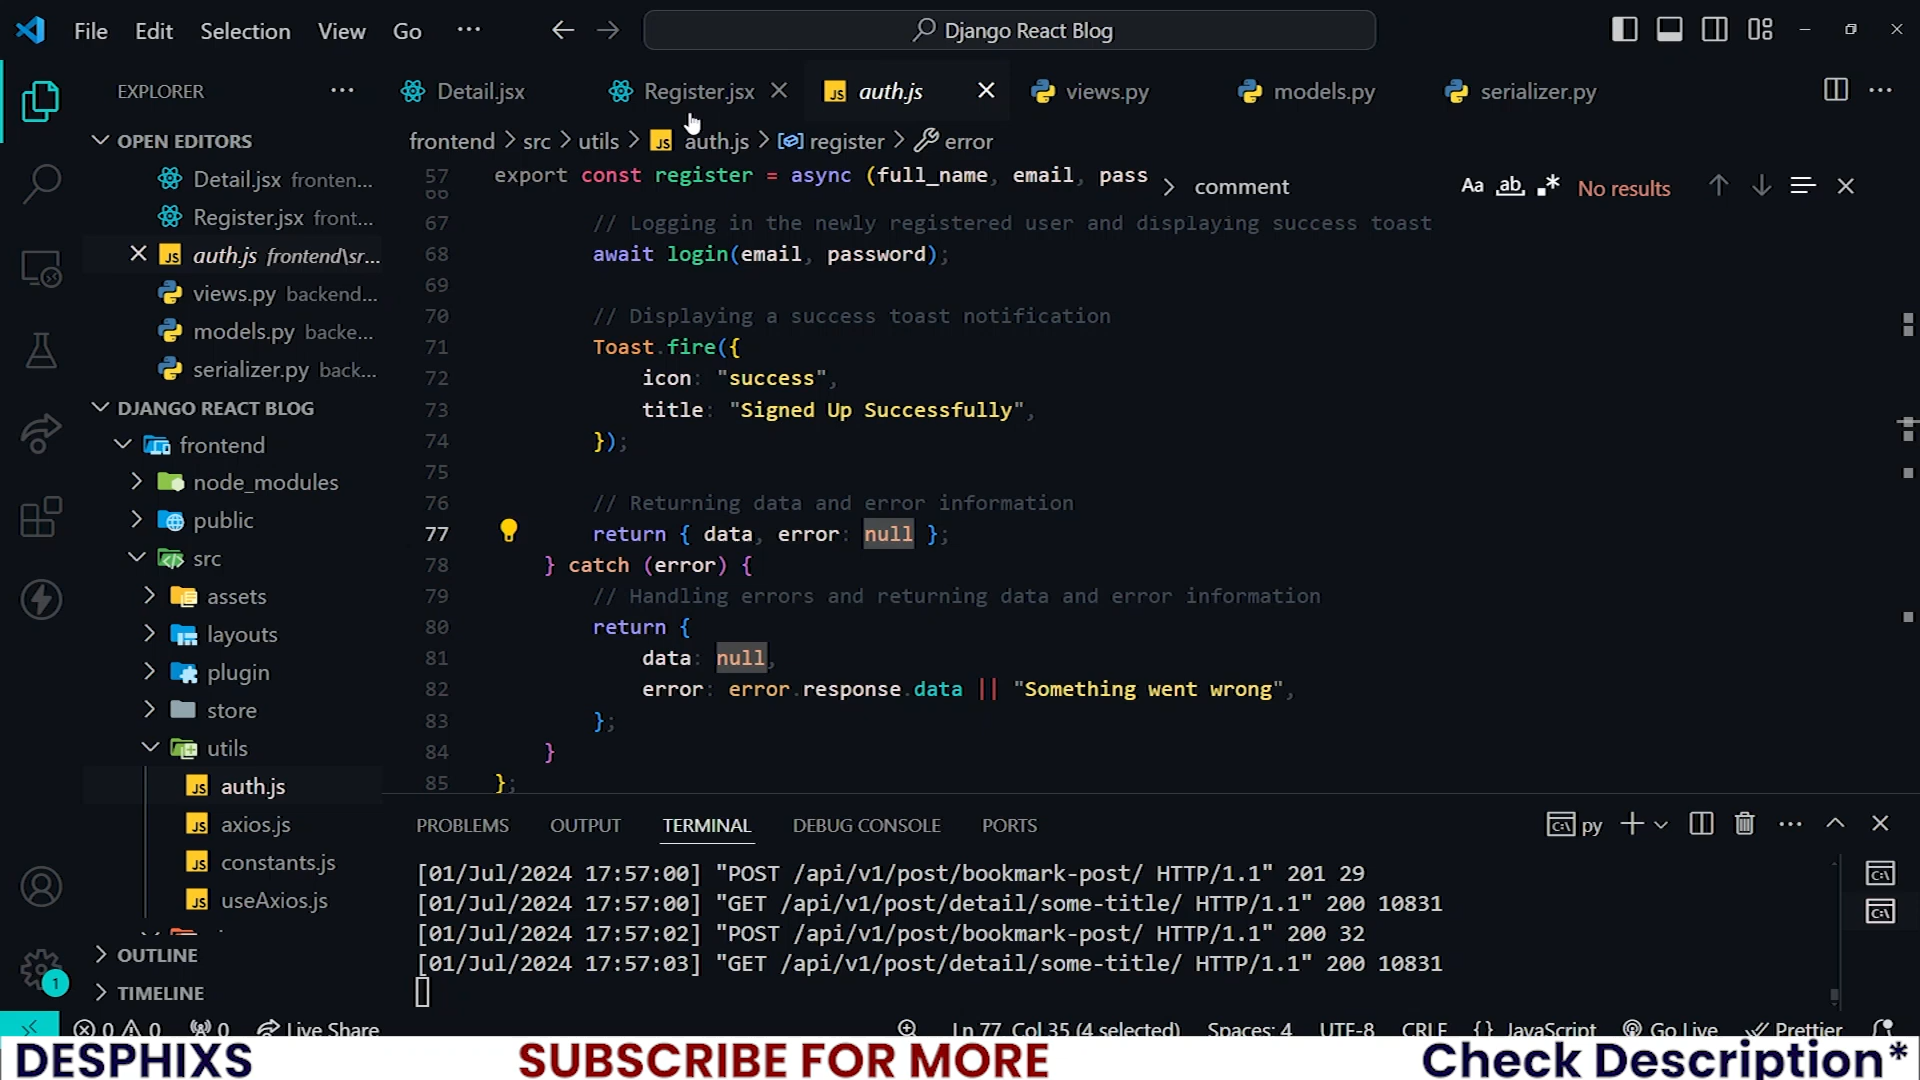 File Edit Selection View Go ··· Django React Blog
EXPLORER ···
Detail.jsx Register.jsx auth.js views.py models.py serializer.py ···
frontend > src > utils > JS auth.js > register > error
OPEN EDITORS
Detail.jsx fronten...
Register.jsx front...
JS auth.js frontend\sr...
views.py backend...
models.py backe...
serializer.py back...
DJANGO REACT BLOG
frontend
node_modules
public
src
assets
layouts
plugin
store
utils
JS auth.js
JS axios.js
JS constants.js
JS useAxios.js
OUTLINE
TIMELINE
1
> comment Aa ab .* No results
57 export const register = async (full_name, email, pass
66
67 // Logging in the newly registered user and displaying success toast
68 await login(email, password);
69
70 // Displaying a success toast notification
71 Toast.fire({
72 icon: "success",
73 title: "Signed Up Successfully",
74 });
75
76 // Returning data and error information
77 return { data, error: null };
78 } catch (error) {
79 // Handling errors and returning data and error information
80 return {
81 data: null,
82 error: error.response.data || "Something went wrong",
83 };
84 }
85 };
PROBLEMS OUTPUT TERMINAL DEBUG CONSOLE PORTS py
[01/Jul/2024 17:57:00] "POST /api/v1/post/bookmark-post/ HTTP/1.1" 201 29
[01/Jul/2024 17:57:00] "GET /api/v1/post/detail/some-title/ HTTP/1.1" 200 10831
[01/Jul/2024 17:57:02] "POST /api/v1/post/bookmark-post/ HTTP/1.1" 200 32
[01/Jul/2024 17:57:03] "GET /api/v1/post/detail/some-title/ HTTP/1.1" 200 10831
0 0 0 Live Share Ln 77, Col 35 (4 selected) Spaces: 4 UTF-8 CRLF {} JavaScript Go Live Prettier
DESPHIXS SUBSCRIBE FOR MORE Check Description*